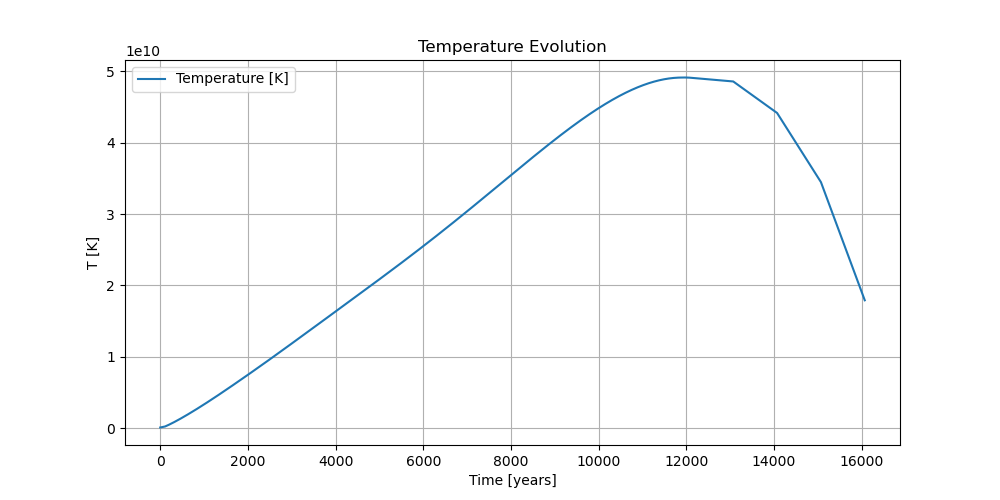 Temperature Evolution
1e10
Temperature [K]
5
4
3
2
1
0
T [K]
0 2000 4000 6000 8000 10000 12000 14000 16000
Time [years]